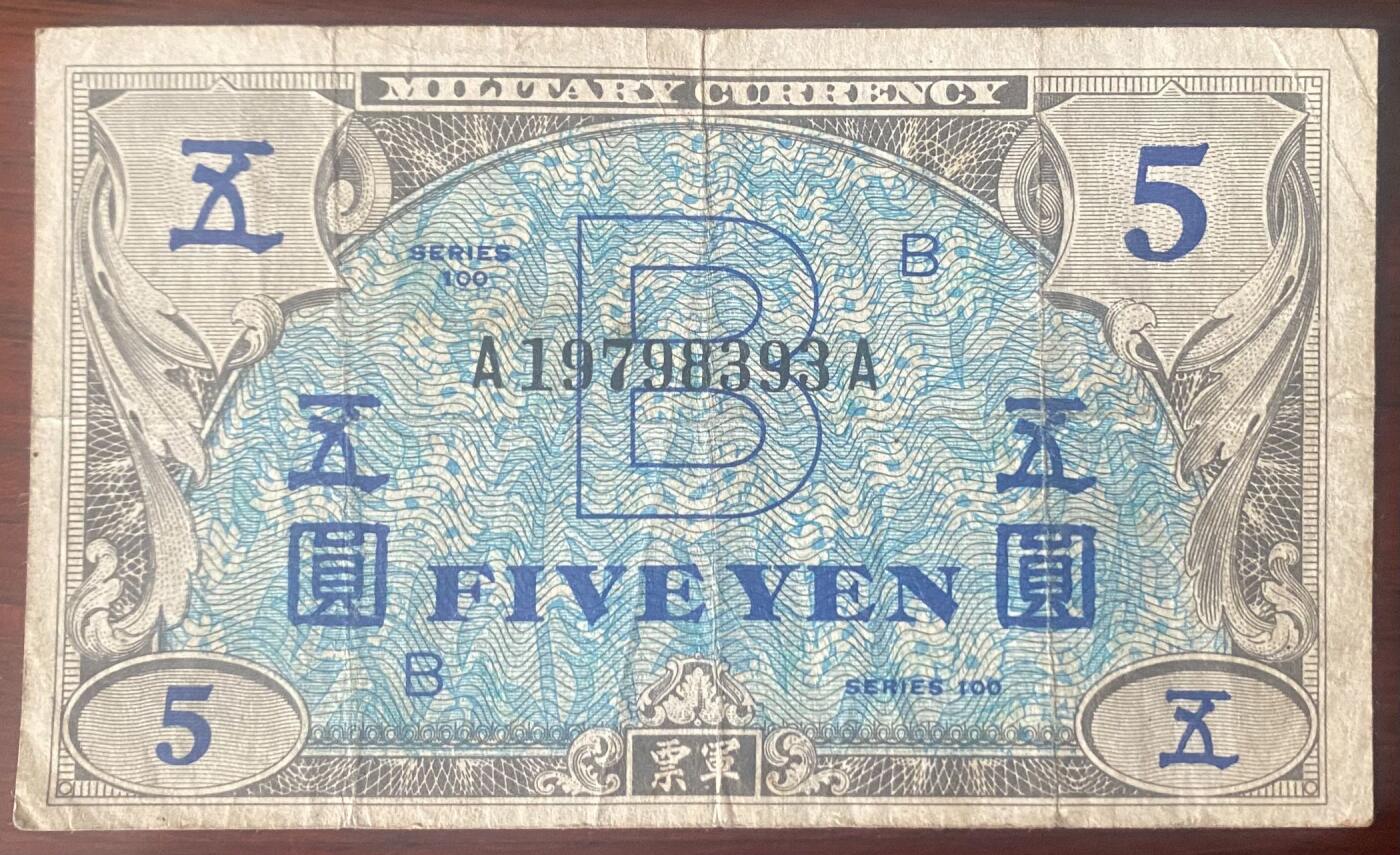 MILITARY CURRENCY
五
5
SERIES
100
B
B
A19798393A
五
圓
五
圓
FIVE YEN
B
SERIES 100
5
票軍
五